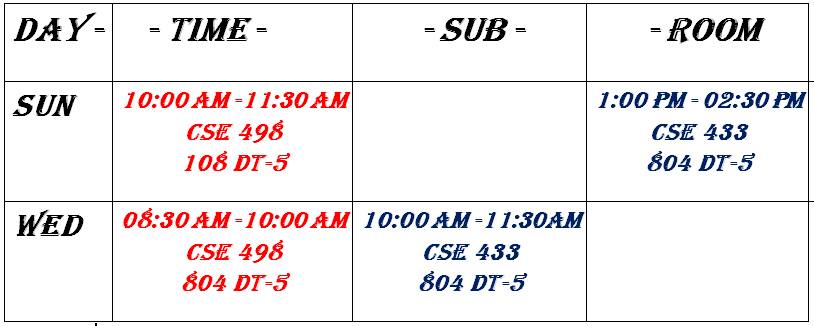 DAY - - TIME - - SUB - - ROOM
SUN
10:00 AM - 11:30 AM
CSE 498
108 DT-5
1:00 PM - 02:30 PM
CSE 433
804 DT-5
WED
08:30 AM - 10:00 AM
CSE 498
804 DT-5
10:00 AM - 11:30AM
CSE 433
804 DT-5